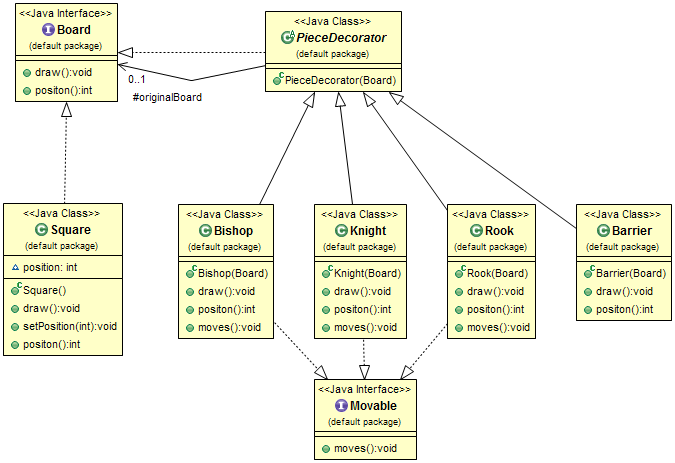 <<Java Interface>>
Board
(default package)
draw():void
positon():int
<<Java Class>>
PieceDecorator
(default package)
PieceDecorator(Board)
0..1
#originalBoard
<<Java Class>>
Square
(default package)
position: int
Square()
draw():void
setPosition(int):void
positon():int
<<Java Class>>
Bishop
(default package)
Bishop(Board)
draw():void
positon():int
moves():void
<<Java Class>>
Knight
(default package)
Knight(Board)
draw():void
positon():int
moves():void
<<Java Class>>
Rook
(default package)
Rook(Board)
draw():void
positon():int
moves():void
<<Java Class>>
Barrier
(default package)
Barrier(Board)
draw():void
positon():int
<<Java Interface>>
Movable
(default package)
moves():void